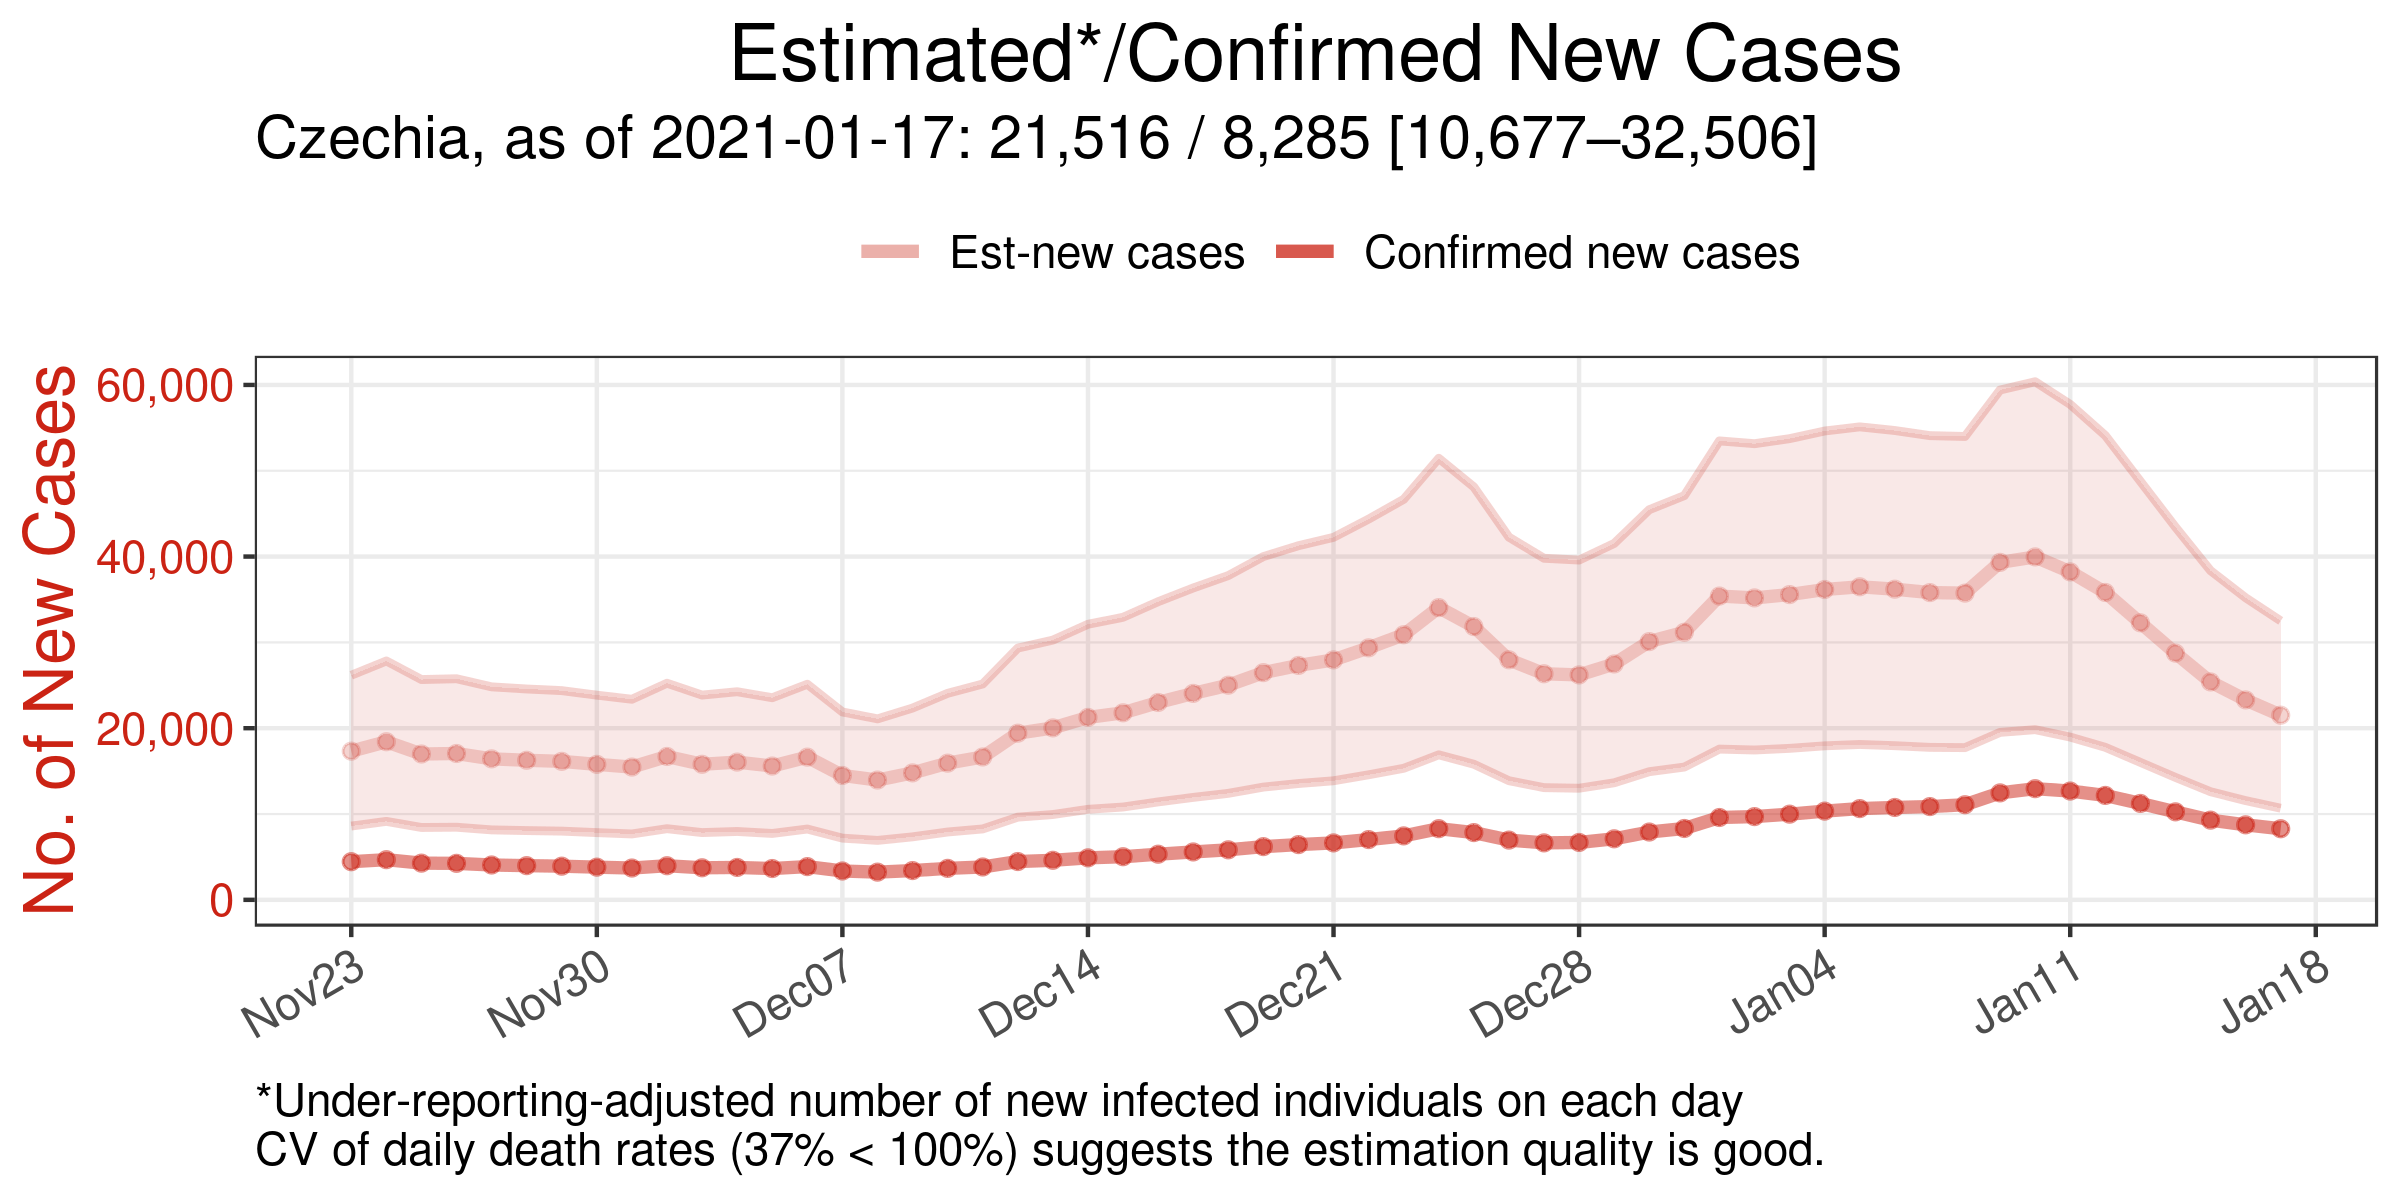 Estimated*/Confirmed New Cases
Czechia, as of 2021-01-17: 21,516 / 8,285 [10,677–32,506]
Est-new cases Confirmed new cases
No. of New Cases
60,000
40,000
20,000
0
Nov23 Nov30 Dec07 Dec14 Dec21 Dec28 Jan04 Jan11 Jan18
*Under-reporting-adjusted number of new infected individuals on each day
CV of daily death rates (37% < 100%) suggests the estimation quality is good.